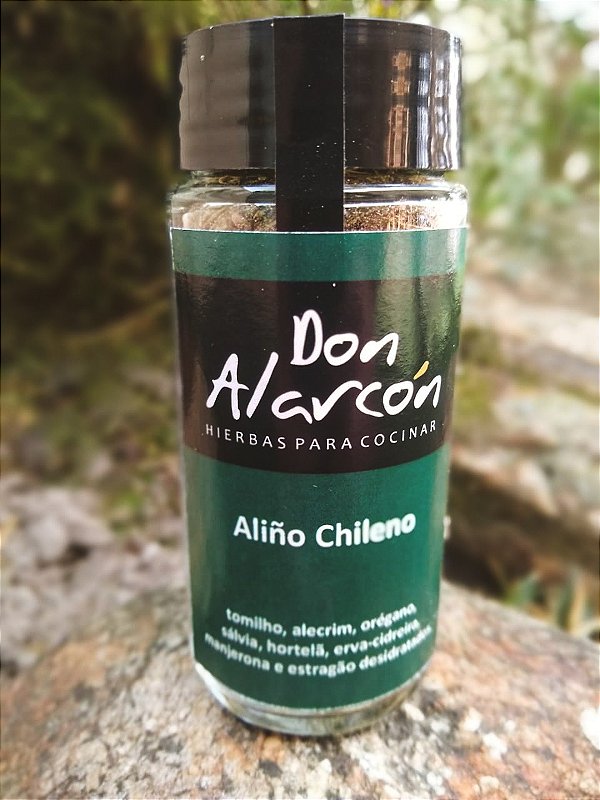 Don
Alarcón
HIERBAS PARA COCINAR
Aliño Chileno
tomilho, alecrim, orégano,
sálvia, hortelã, erva-cidreira,
manjerona e estragão desidratados.